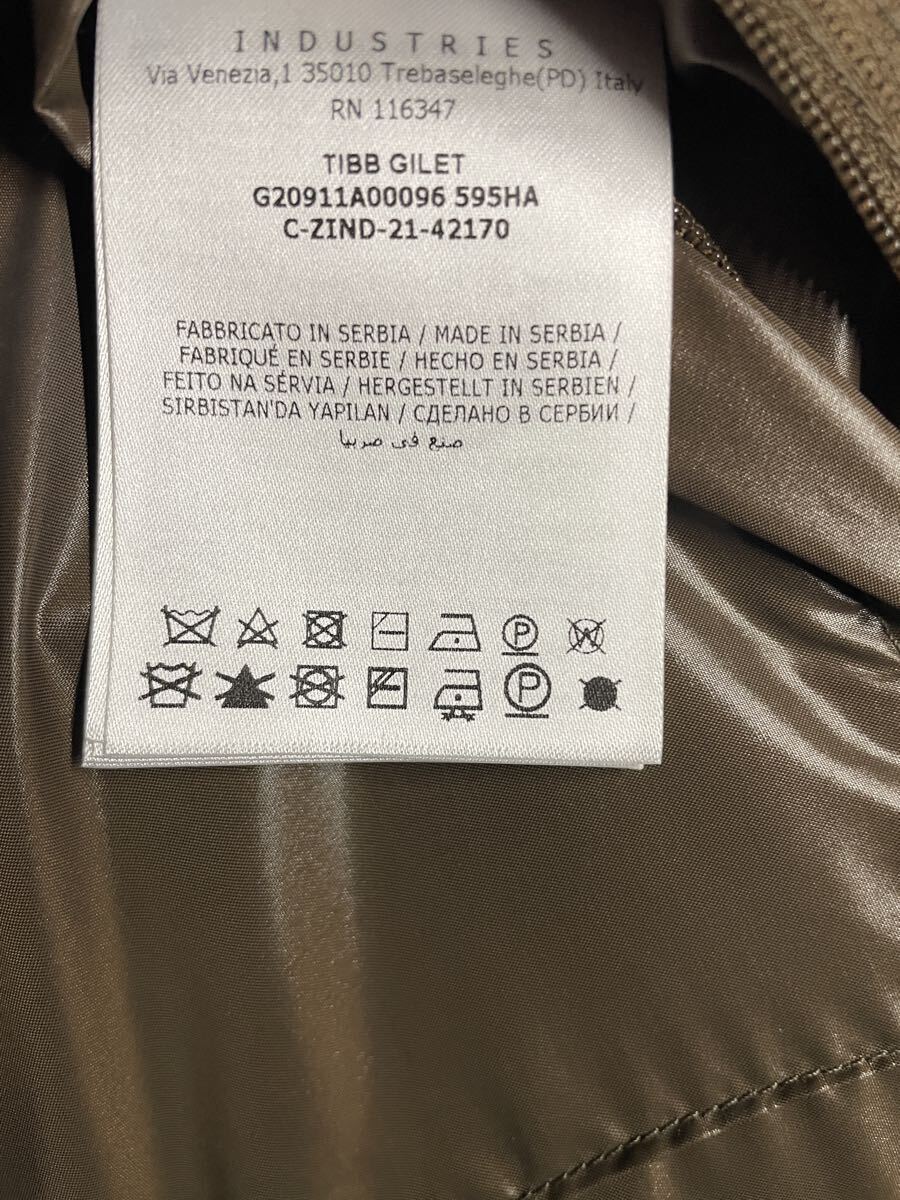 INDUSTRIES
Via Venezia,1 35010 Trebaseleghe(PD) Italy
RN 116347
TIBB GILET
G20911A00096 595HA
C-ZIND-21-42170
FABBRICATO IN SERBIA / MADE IN SERBIA /
FABRIQUÉ EN SERBIE / HECHO EN SERBIA /
FEITO NA SÉRVIA / HERGESTELLT IN SERBIEN /
SIRBISTAN'DA YAPILAN / СДЕЛАНО В СЕРБИИ /
صنع في صربيا
P W
P